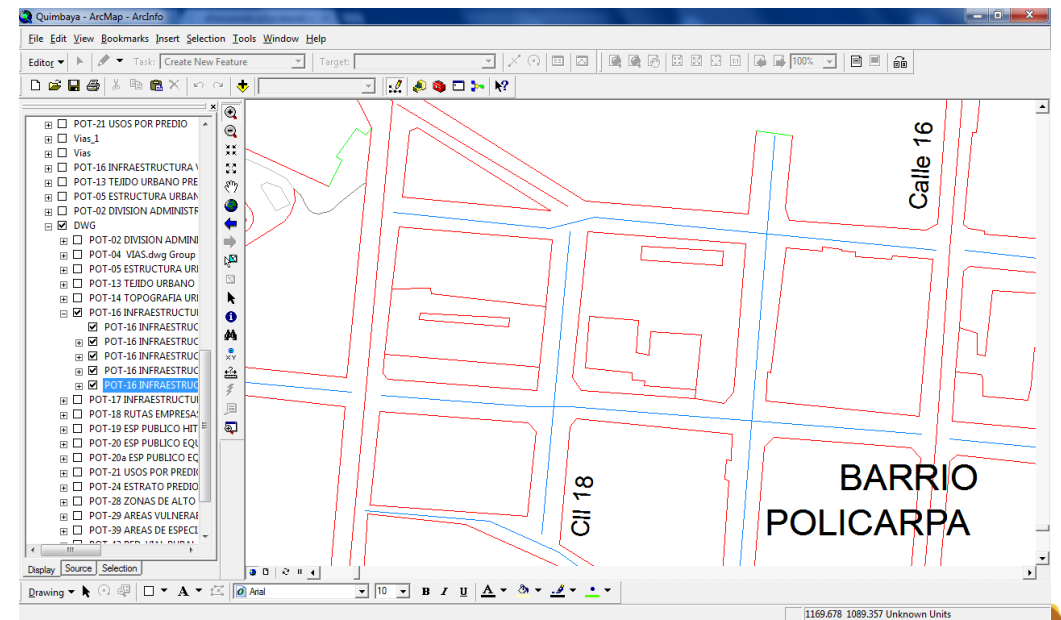 Quimbaya - ArcMap - ArcInfo
File Edit View Bookmarks Insert Selection Tools Window Help
Editor Task: Create New Feature Target: 100%
POT-21 USOS POR PREDIO
Vias_1
Vias
POT-16 INFRAESTRUCTURA V
POT-13 TEJIDO URBANO PRE
POT-05 ESTRUCTURA URBAN
POT-02 DIVISION ADMINISTR
DWG
POT-02 DIVISION ADMINI
POT-04 VIAS.dwg Group
POT-05 ESTRUCTURA URI
POT-13 TEJIDO URBANO
POT-14 TOPOGRAFIA URI
POT-16 INFRAESTRUCTUI
POT-16 INFRAESTRUC
POT-16 INFRAESTRUC
POT-16 INFRAESTRUC
POT-16 INFRAESTRUC
POT-16 INFRAESTRUC
POT-17 INFRAESTRUCTUI
POT-18 RUTAS EMPRESA
POT-19 ESP PUBLICO HIT
POT-20 ESP PUBLICO EQU
POT-20a ESP PUBLICO EQ
POT-21 USOS POR PREDI
POT-24 ESTRATO PREDIO
POT-28 ZONAS DE ALTO
POT-29 AREAS VULNERAE
POT-39 AREAS DE ESPECI
Display Source Selection
Calle 16
Cll 18
BARRIO
POLICARPA
Drawing A Arial 10 B I U A
1169.678 1089.357 Unknown Units